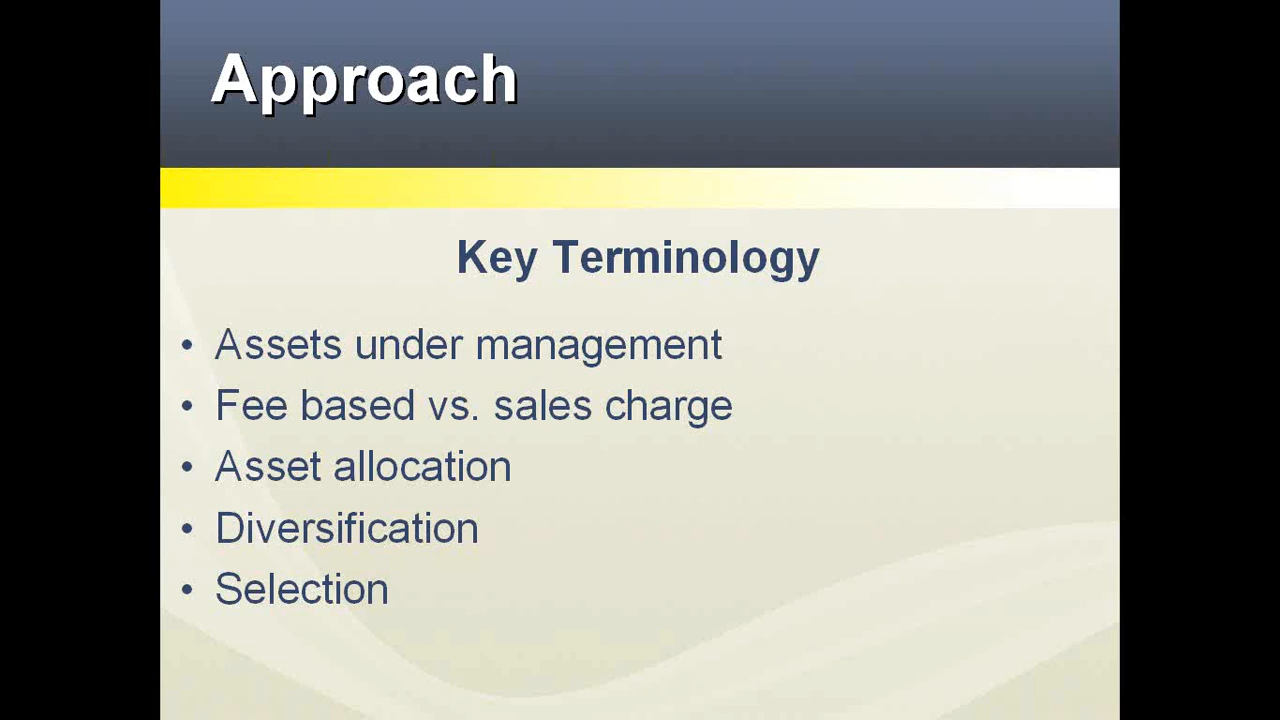 Approach
Key Terminology
• Assets under management
• Fee based vs. sales charge
• Asset allocation
• Diversification
• Selection